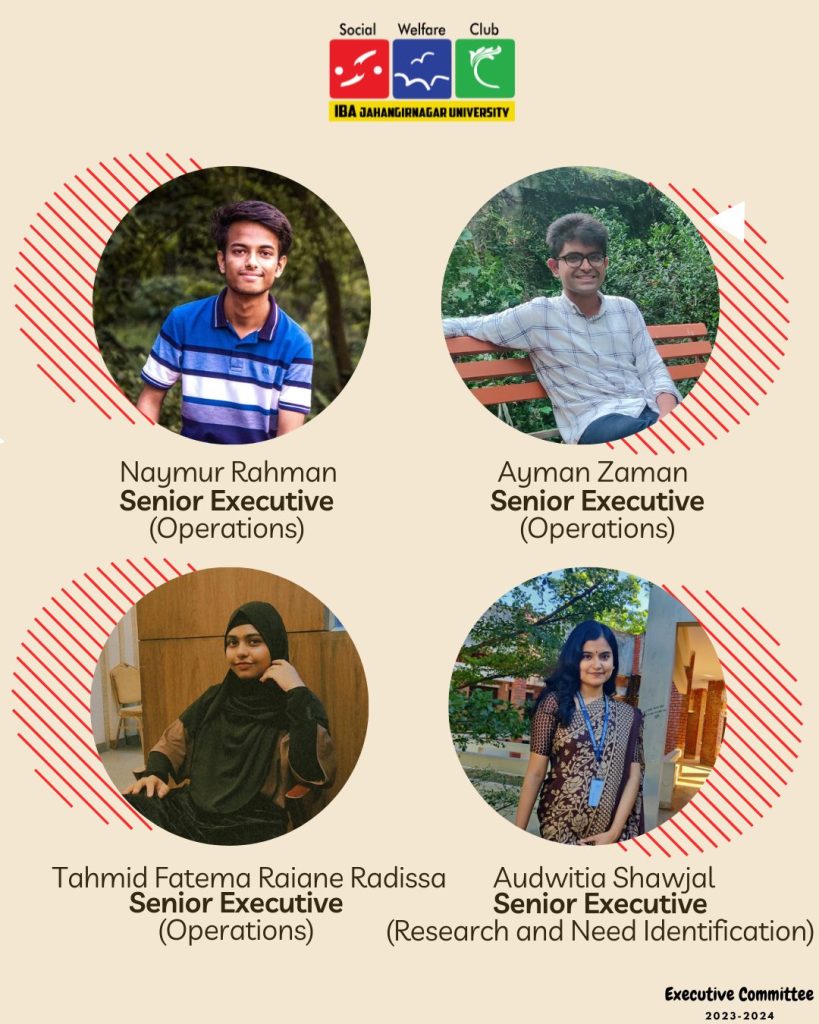 Social Welfare Club
IBA JAHANGIRNAGAR UNIVERSITY
Naymur Rahman
Senior Executive
(Operations)
Ayman Zaman
Senior Executive
(Operations)
Tahmid Fatema Raiane Radissa
Senior Executive
(Operations)
Audwitia Shawjal
Senior Executive
(Research and Need Identification)
Executive Committee
2023-2024